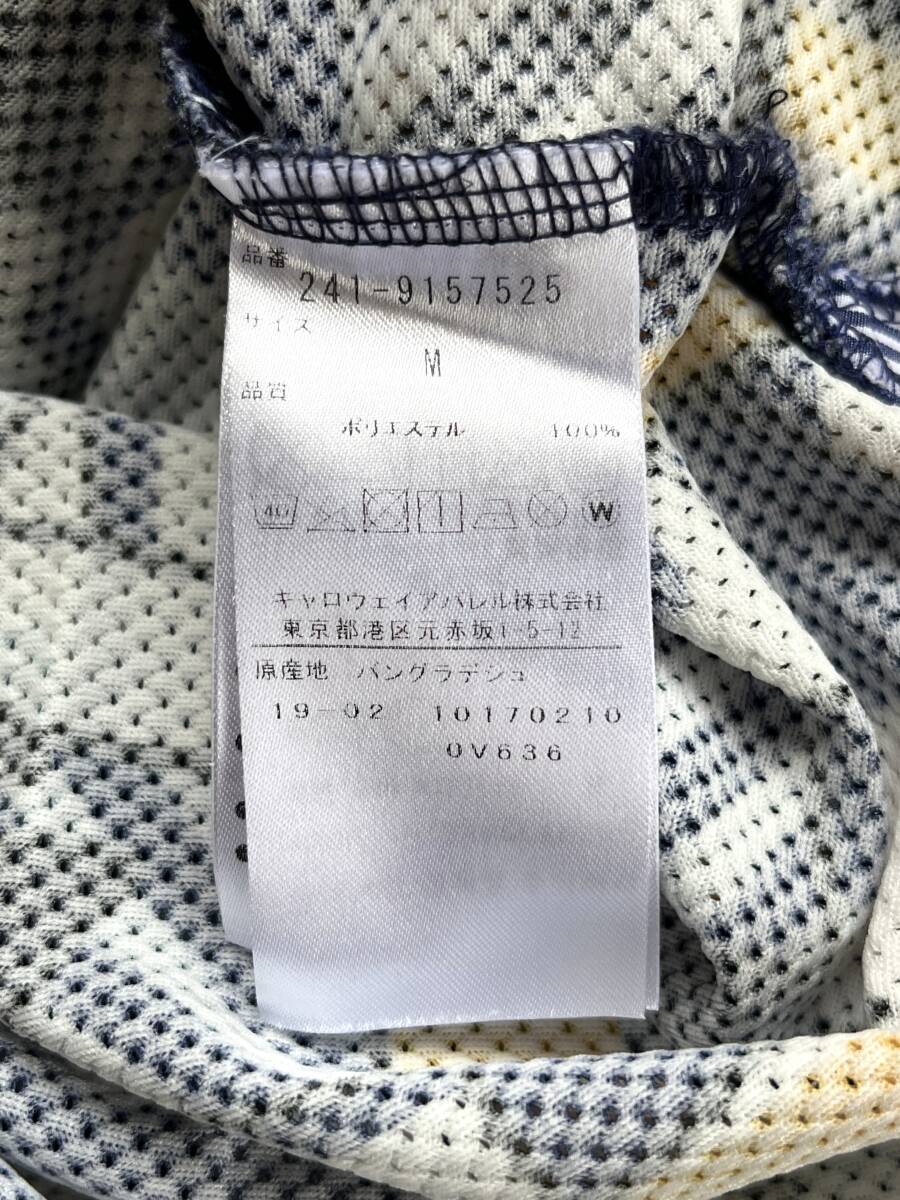 品番
241-9157525
サイズ
M
品質
ポリエステル 100%
40 W
キャロウェイアパレル株式会社
東京都港区元赤坂1-5-12
原産地 バングラデシュ
19-02 10170210
0V636